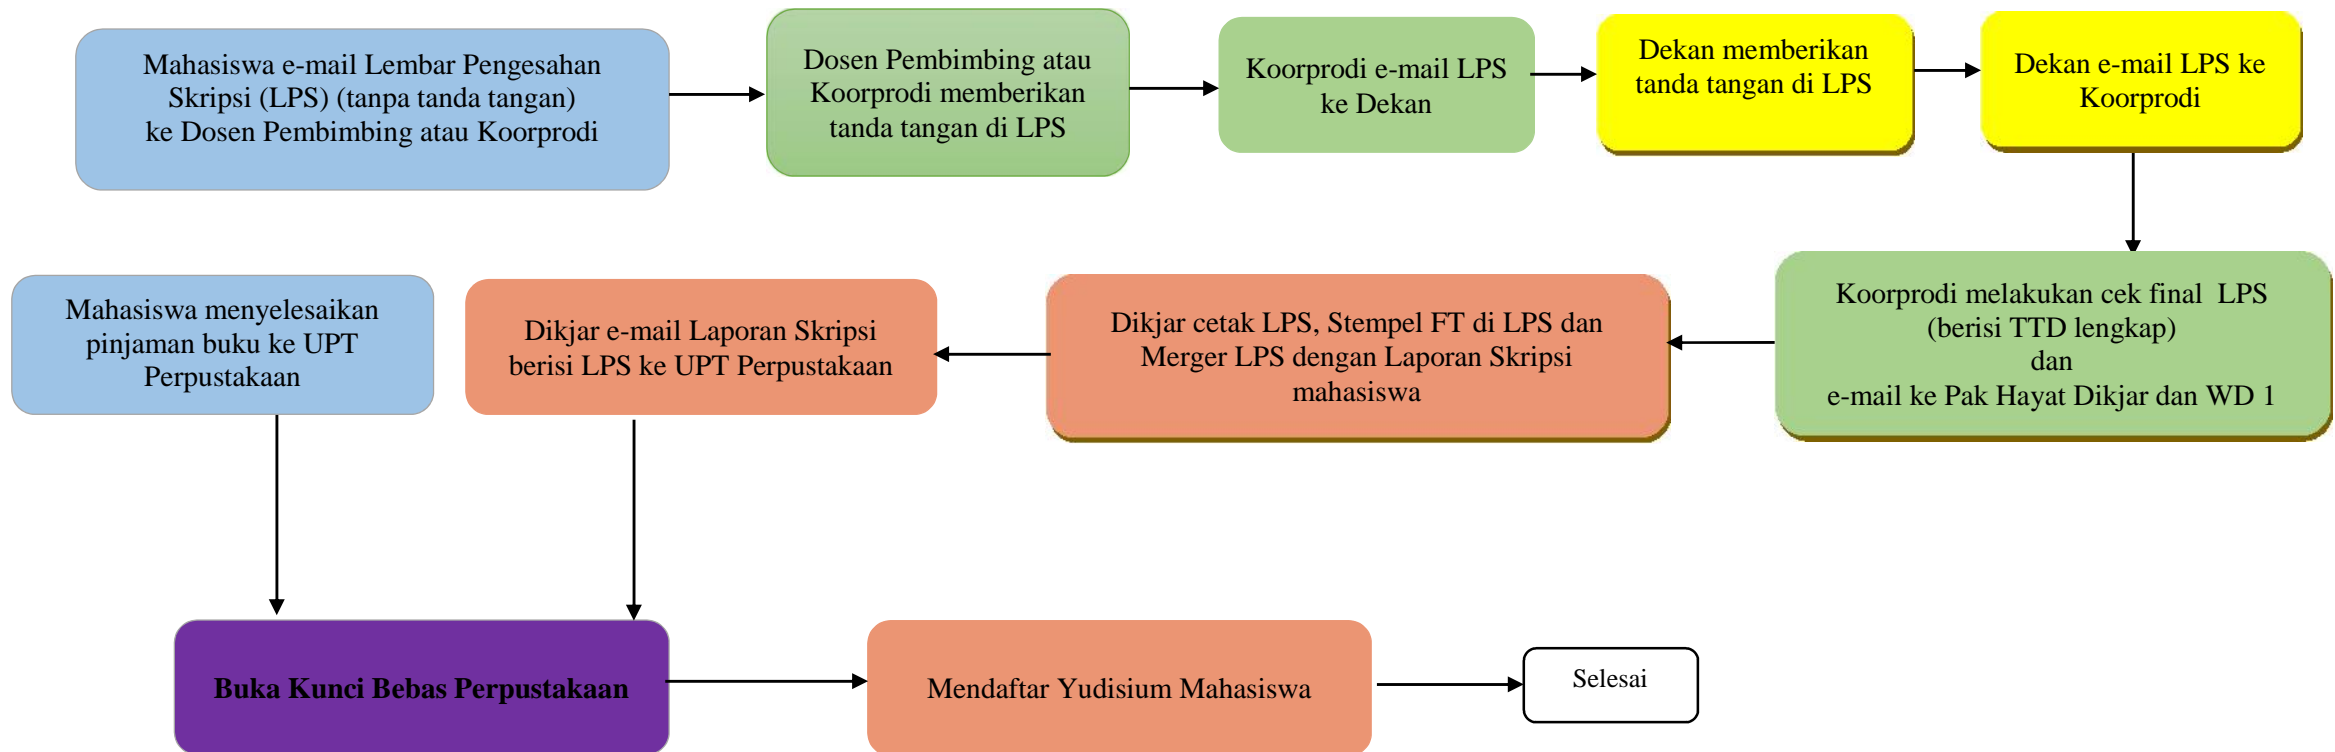 Mahasiswa e-mail Lembar Pengesahan
Skripsi (LPS) (tanpa tanda tangan)
ke Dosen Pembimbing atau Koorprodi
Dosen Pembimbing atau
Koorprodi memberikan
tanda tangan di LPS
Koorprodi e-mail LPS
ke Dekan
Dekan memberikan
tanda tangan di LPS
Dekan e-mail LPS ke
Koorprodi
Koorprodi melakukan cek final LPS
(berisi TTD lengkap)
dan
e-mail ke Pak Hayat Dikjar dan WD 1
Dikjar cetak LPS, Stempel FT di LPS dan
Merger LPS dengan Laporan Skripsi
mahasiswa
Dikjar e-mail Laporan Skripsi
berisi LPS ke UPT Perpustakaan
Mahasiswa menyelesaikan
pinjaman buku ke UPT
Perpustakaan
Buka Kunci Bebas Perpustakaan
Mendaftar Yudisium Mahasiswa
Selesai